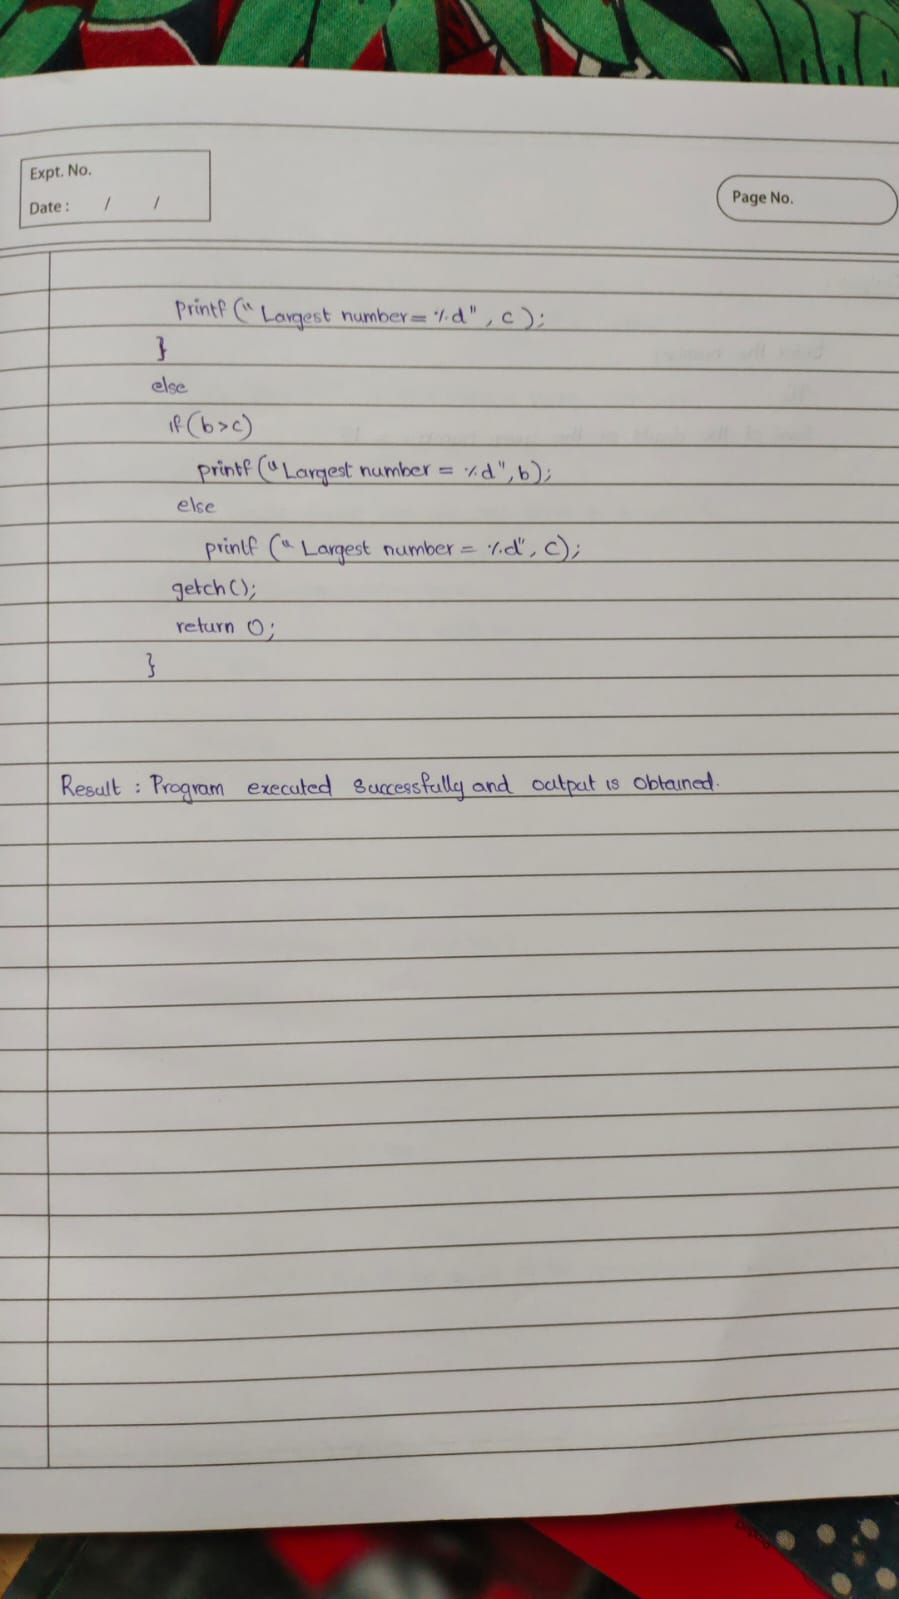 Expt. No.
Date : / /
Page No.
printf ("Largest number = %d", c);
}
else
if (b>c)
printf ("Largest number = %d", b);
else
printf ("Largest number = %d", c);
getch();
return 0;
}
Result : Program executed successfully and output is obtained.